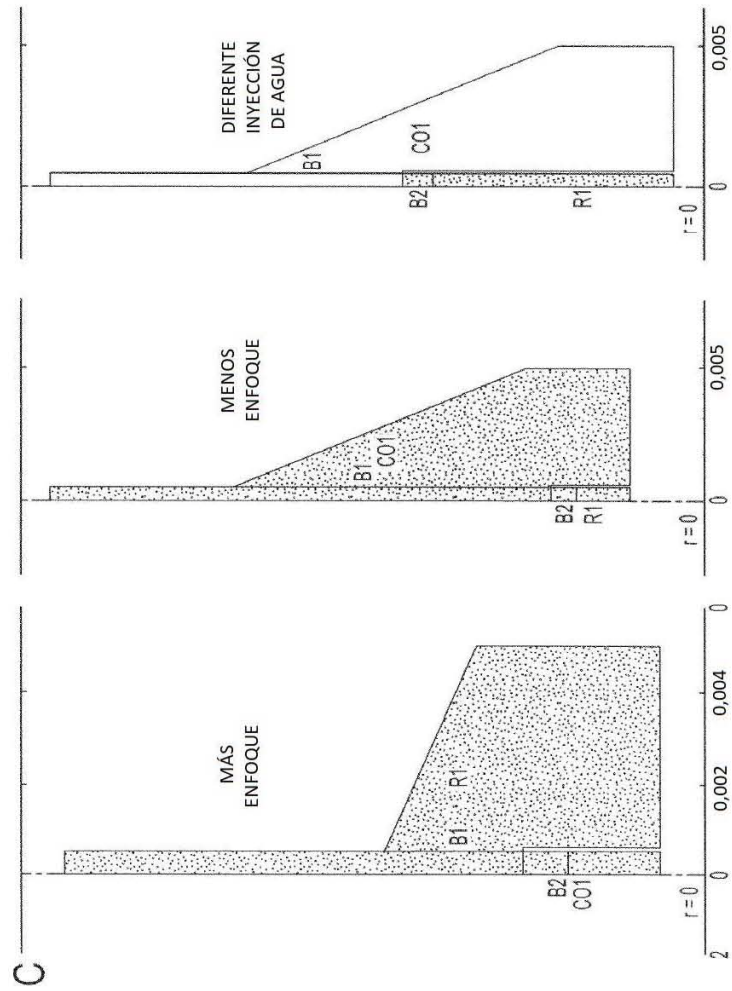 C
MÁS
ENFOQUE
B1 R1
B2
CO1
r = 0
2 0 0,002 0,004 0
MENOS
ENFOQUE
B1
CO1
B2
R1
r = 0
0 0,005
DIFERENTE
INYECCIÓN
DE AGUA
B1
CO1
B2
R1
r = 0
0 0,005